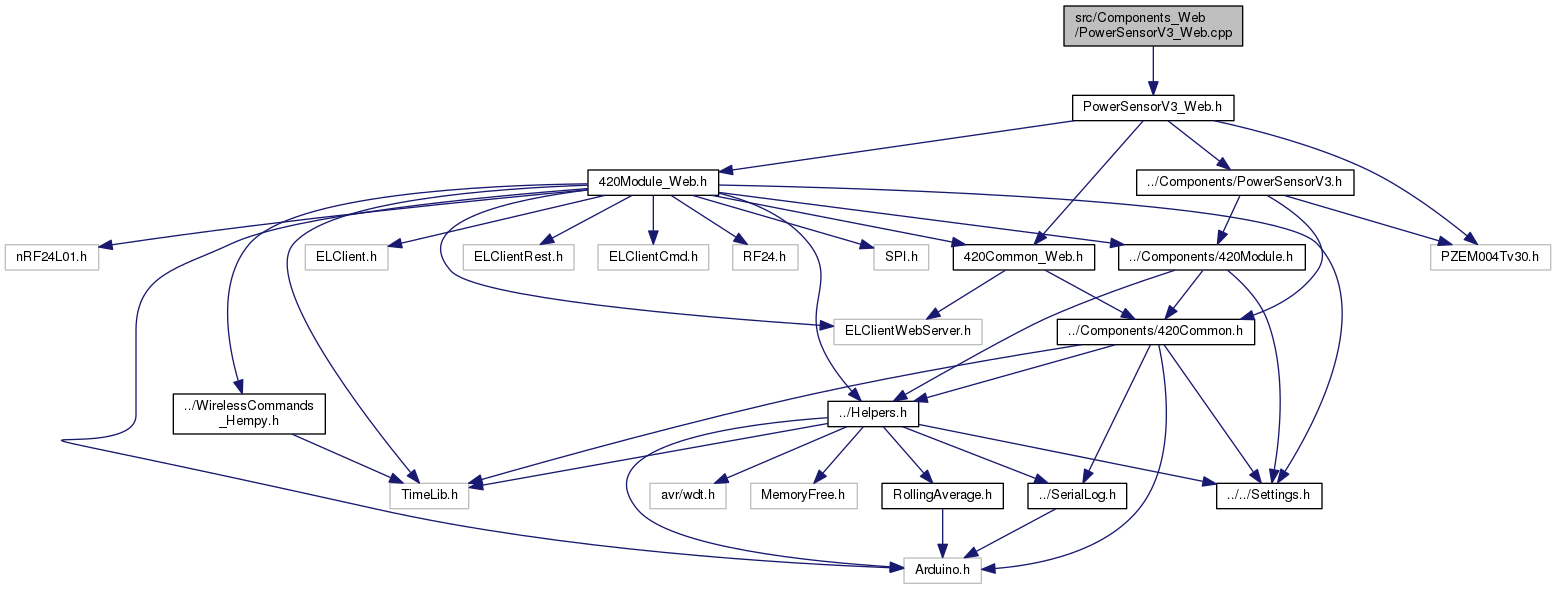 src/Components_Web
/PowerSensorV3_Web.cpp
PowerSensorV3_Web.h
420Module_Web.h
../Components/PowerSensorV3.h
nRF24L01.h
ELClient.h
ELClientRest.h
ELClientCmd.h
RF24.h
SPI.h
420Common_Web.h
../Components/420Module.h
PZEM004Tv30.h
ELClientWebServer.h
../Components/420Common.h
../WirelessCommands
_Hempy.h
../Helpers.h
TimeLib.h
avr/wdt.h
MemoryFree.h
RollingAverage.h
../SerialLog.h
../../Settings.h
Arduino.h